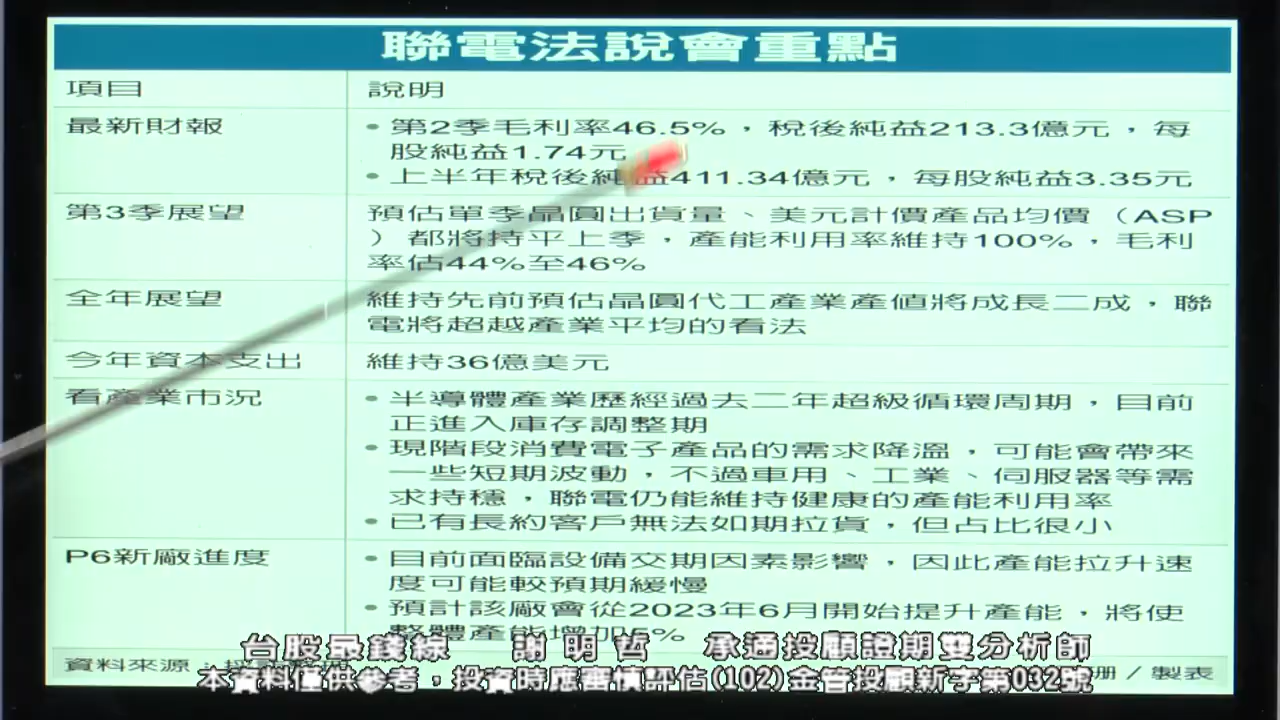 聯電法說會重點
項目
說明
最新財報
• 第2季毛利率46.5%，稅後純益213.3億元，每
股純益1.74元
• 上半年稅後純益411.34億元，每股純益3.35元
第3季展望
預估單季晶圓出貨量、美元計價產品均價（ASP
）都將持平上季，產能利用率維持100%，毛利
率估44%至46%
全年展望
維持先前預估晶圓代工產業產值將成長二成，聯
電將超越產業平均的看法
今年資本支出
維持36億美元
看產業市況
• 半導體產業歷經過去二年超級循環周期，目前
正進入庫存調整期
• 現階段消費電子產品的需求降溫，可能會帶來
一些短期波動，不過車用、工業、伺服器等需
求持穩，聯電仍能維持健康的產能利用率
• 已有長約客戶無法如期拉貨，但占比很小
P6新廠進度
• 目前面臨設備交期因素影響，因此產能拉升速
度可能較預期緩慢
• 預計該廠會從2023年6月開始提升產能，將使
整體產能增加5%
資料來源：採訪
／製表
台股最錢線 謝明哲 承通投顧證期雙分析師
本資料僅供參考，投資時應審慎評估(102)金管投顧新字第032號